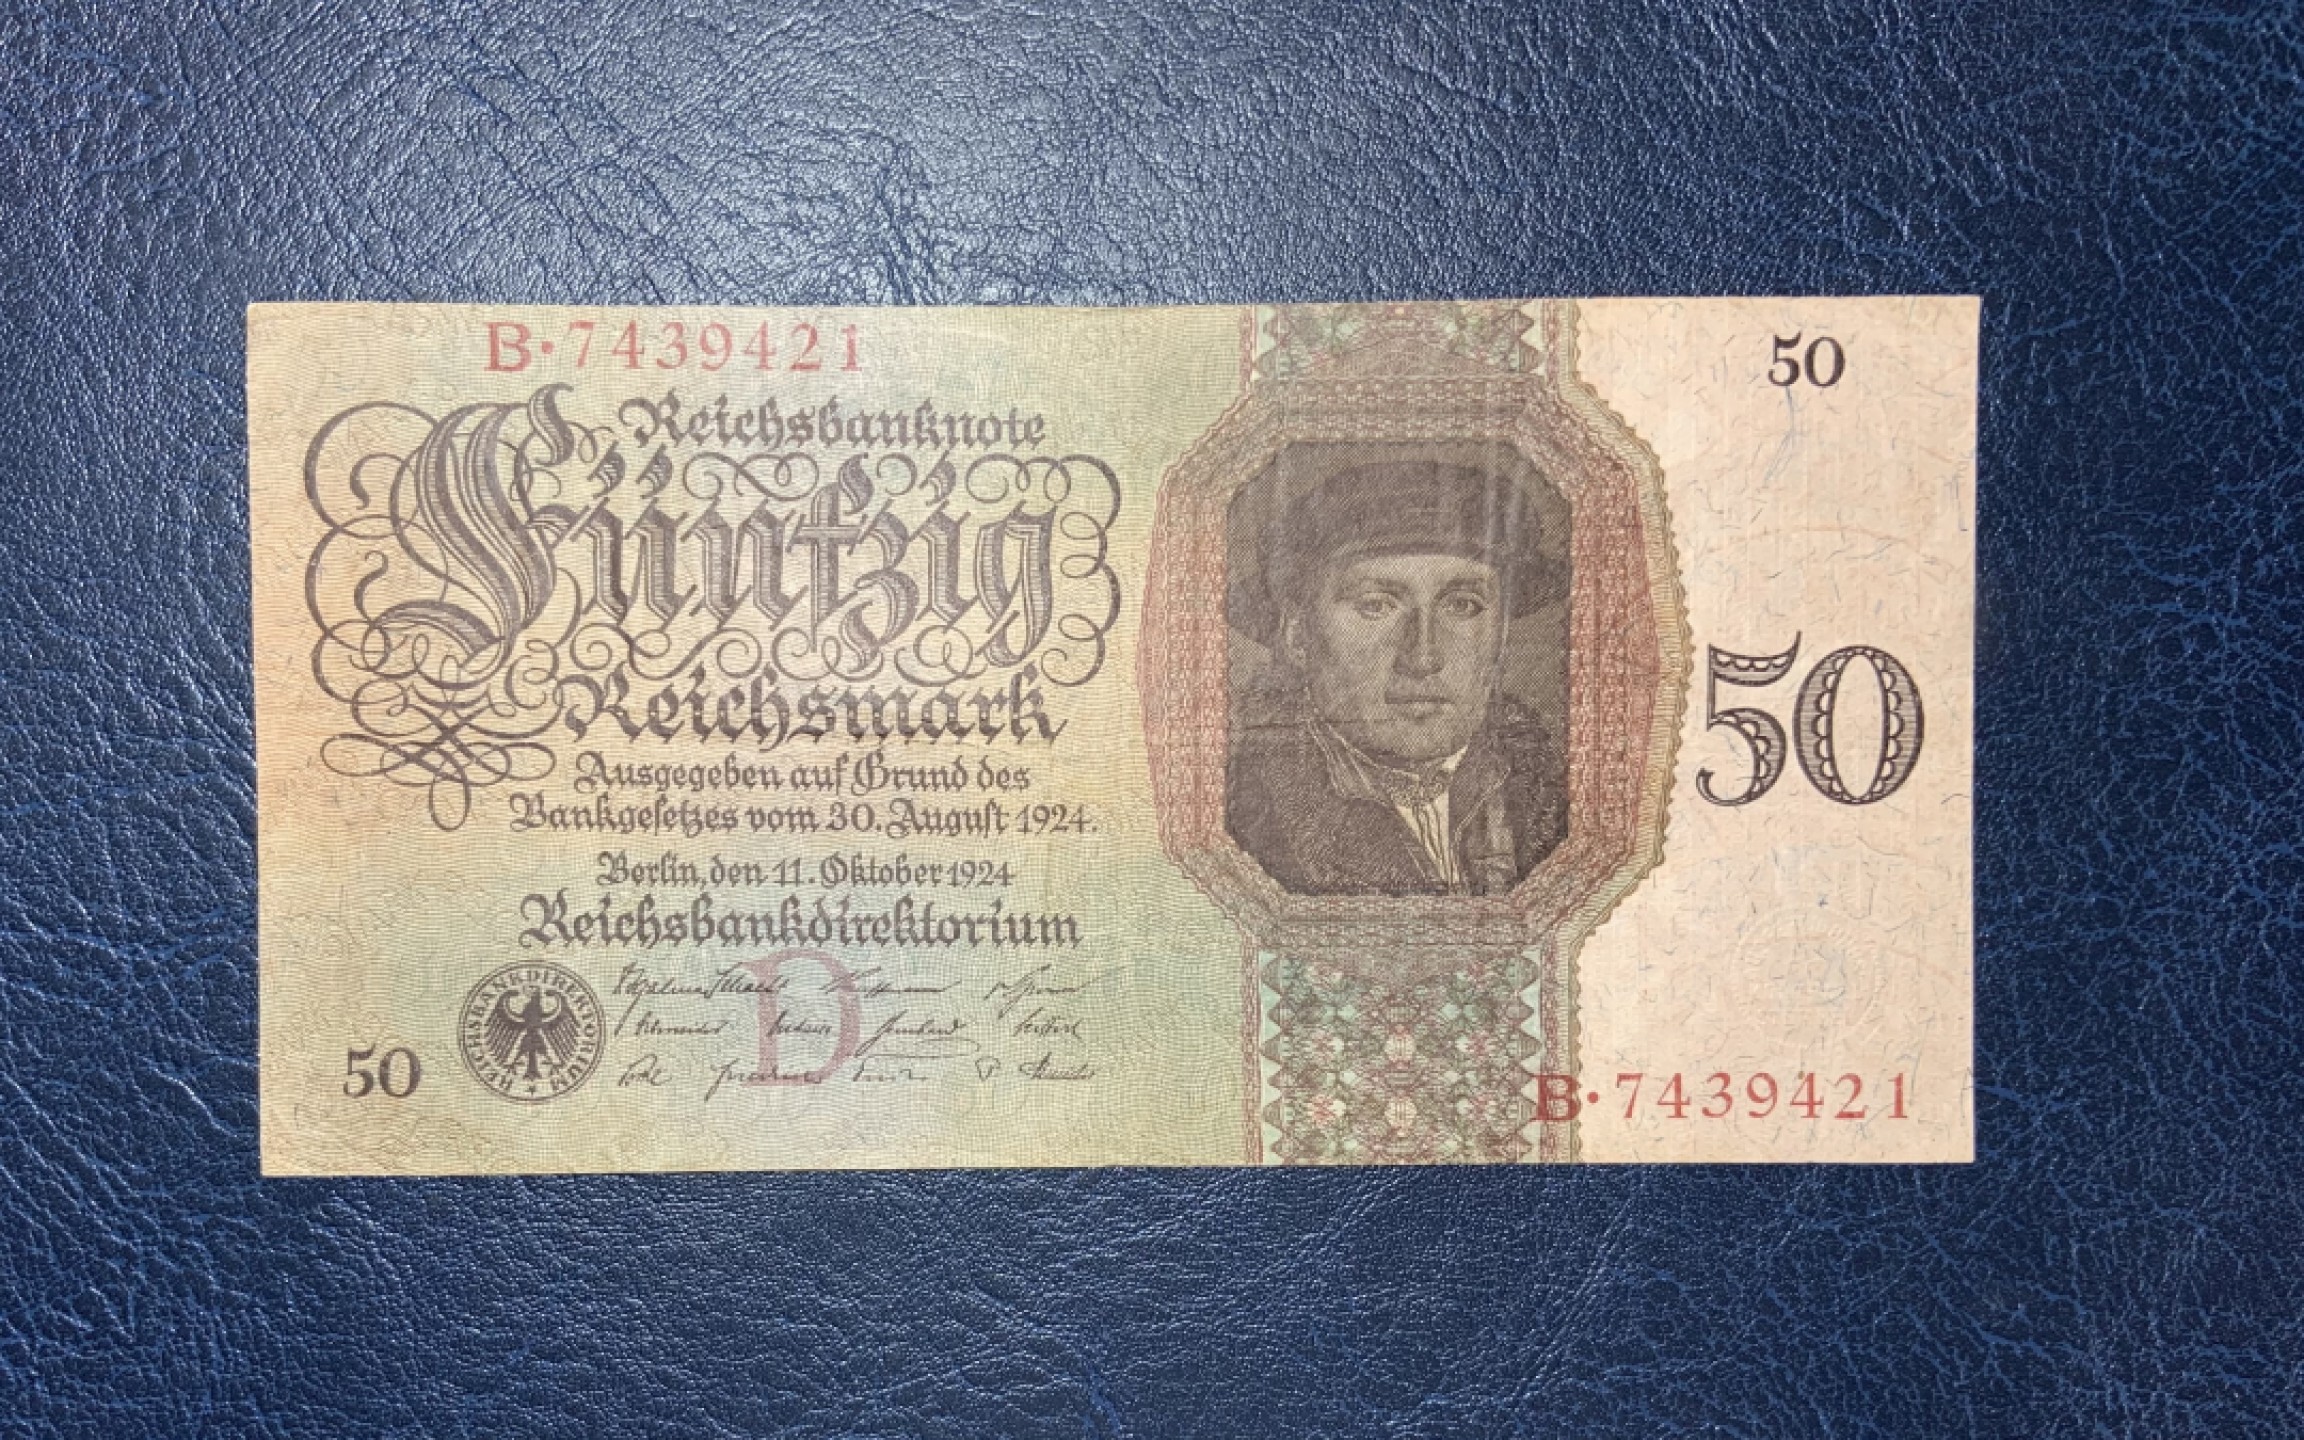 B·7439421
50
Reichsbanknote
Fünfzig
Reichsmark
50
Ausgegeben auf Grund des
Bankgesetzes vom 30. August 1924.
Berlin, den 11. Oktober 1924
Reichsbankdirektorium
D
REICHSBANKDIREKTORIUM
50
B·7439421